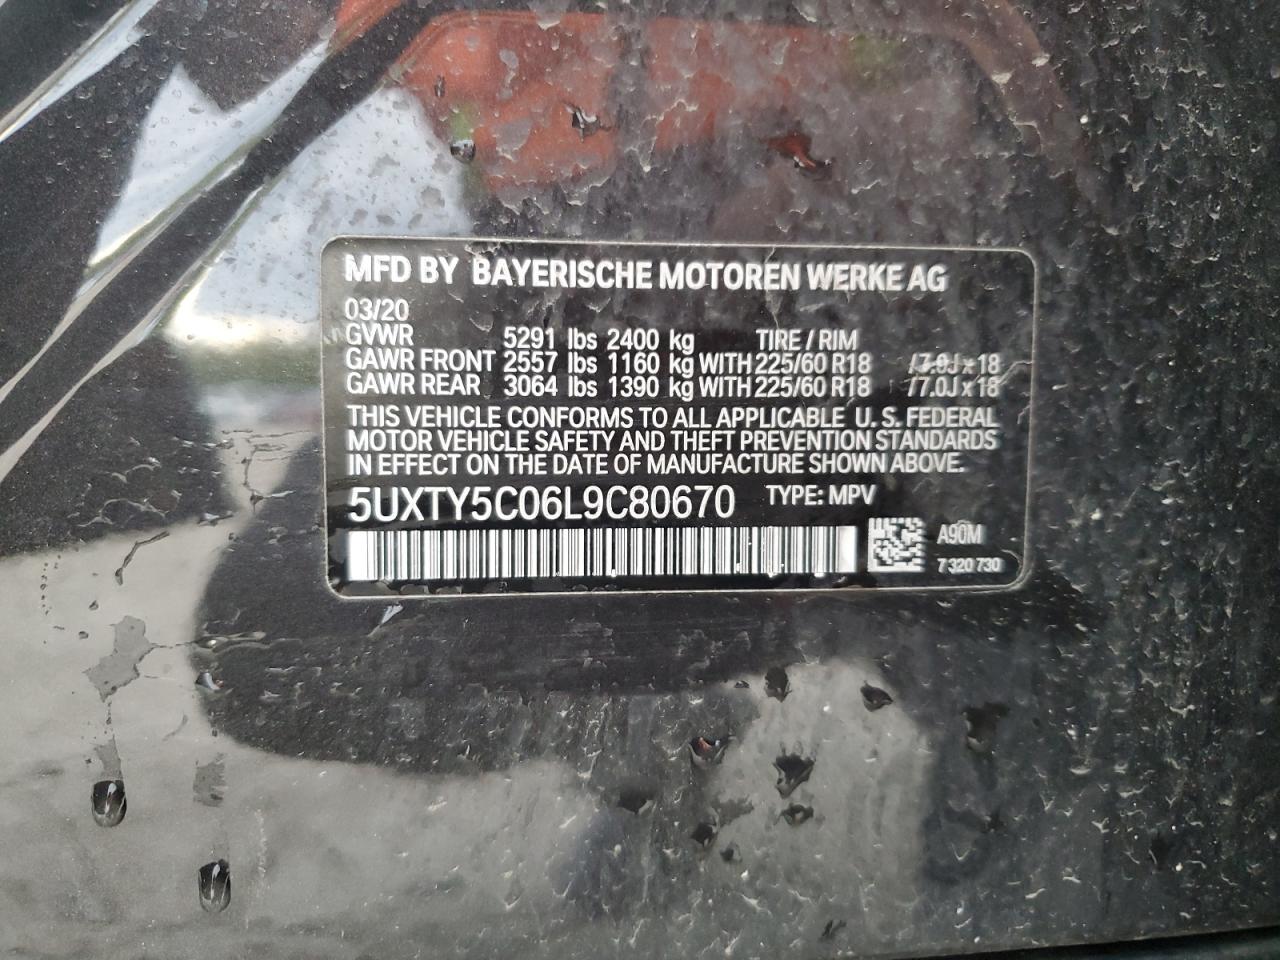 MFD BY BAYERISCHE MOTOREN WERKE AG
03/20
GVWR 5291 lbs 2400 kg TIRE / RIM
GAWR FRONT 2557 lbs 1160 kg WITH 225/60 R18 /7.0J x 18
GAWR REAR 3064 lbs 1390 kg WITH 225/60 R18 /7.0J x 18
THIS VEHICLE CONFORMS TO ALL APPLICABLE U.S. FEDERAL
MOTOR VEHICLE SAFETY AND THEFT PREVENTION STANDARDS
IN EFFECT ON THE DATE OF MANUFACTURE SHOWN ABOVE.
5UXTY5C06L9C80670 TYPE: MPV
A90M
7 320 730